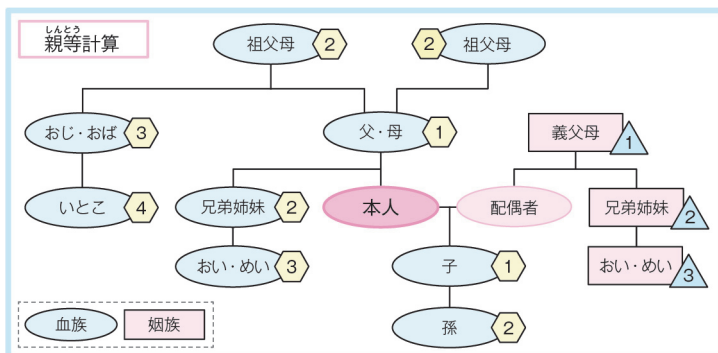 しんとう
親等計算
祖父母 2
2 祖父母
おじ・おば 3
父・母 1
義父母 1
いとこ 4
兄弟姉妹 2
本人
配偶者
兄弟姉妹 2
おい・めい 3
子 1
おい・めい 3
孫 2
血族
姻族